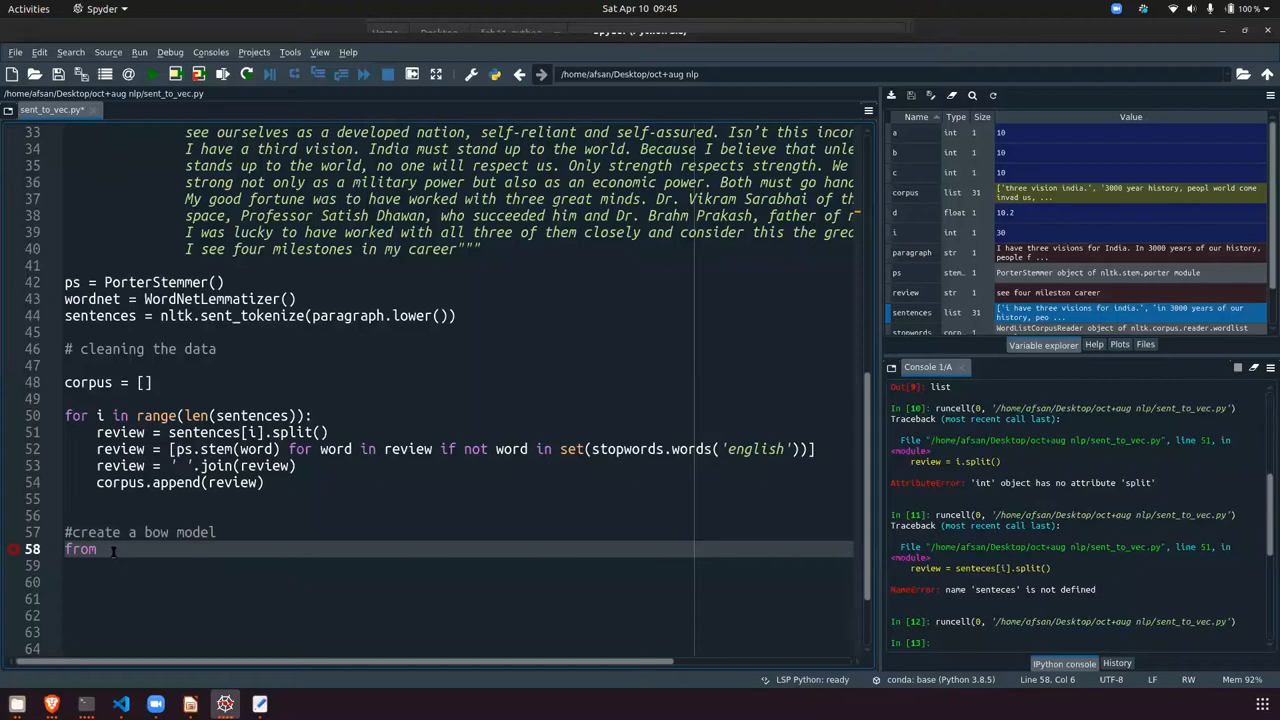 Activities Spyder Sat Apr 10 09:45 100 %
Spyder (Python 3.8)
File Edit Search Source Run Debug Consoles Projects Tools View Help
/home/afsan/Desktop/oct+aug nlp
/home/afsan/Desktop/oct+aug nlp/sent_to_vec.py
sent_to_vec.py*
33 see ourselves as a developed nation, self-reliant and self-assured. Isn’t this incor
34 I have a third vision. India must stand up to the world. Because I believe that unle
35 stands up to the world, no one will respect us. Only strength respects strength. We
36 strong not only as a military power but also as an economic power. Both must go hand
37 My good fortune was to have worked with three great minds. Dr. Vikram Sarabhai of th
38 space, Professor Satish Dhawan, who succeeded him and Dr. Brahm Prakash, father of n
39 I was lucky to have worked with all three of them closely and consider this the grea
40 I see four milestones in my career"""
41
42 ps = PorterStemmer()
43 wordnet = WordNetLemmatizer()
44 sentences = nltk.sent_tokenize(paragraph.lower())
45
46 # cleaning the data
47
48 corpus = []
49
50 for i in range(len(sentences)):
51 review = sentences[i].split()
52 review = [ps.stem(word) for word in review if not word in set(stopwords.words('english'))]
53 review = ' '.join(review)
54 corpus.append(review)
55
56
57 #create a bow model
58 from
59
60
61
62
63
64
Name Type Size Value
a int 1 10
b int 1 10
c int 1 10
corpus list 31 ['three vision india.', '3000 year history, peopl world come
invad us, ...
d float 1 10.2
i int 1 30
paragraph str 1 I have three visions for India. In 3000 years of our history,
people f ...
ps stem… 1 PorterStemmer object of nltk.stem.porter module
review str 1 see four mileston career
sentences list 31 ['i have three visions for india.', 'in 3000 years of our
history, peo ...
stopwords corp 1 WordListCorpusReader object of nltk.corpus.reader.wordlist
Variable explorer Help Plots Files
Console 1/A
Out[9]: list
In [10]: runcell(0, '/home/afsan/Desktop/oct+aug nlp/sent_to_vec.py')
Traceback (most recent call last):
File "/home/afsan/Desktop/oct+aug nlp/sent_to_vec.py", line 51, in
<module>
review = i.split()
AttributeError: 'int' object has no attribute 'split'
In [11]: runcell(0, '/home/afsan/Desktop/oct+aug nlp/sent_to_vec.py')
Traceback (most recent call last):
File "/home/afsan/Desktop/oct+aug nlp/sent_to_vec.py", line 51, in
<module>
review = senteces[i].split()
NameError: name 'senteces' is not defined
In [12]: runcell(0, '/home/afsan/Desktop/oct+aug nlp/sent_to_vec.py')
In [13]:
IPython console History
LSP Python: ready conda: base (Python 3.8.5) Line 58, Col 6 UTF-8 LF RW Mem 92%